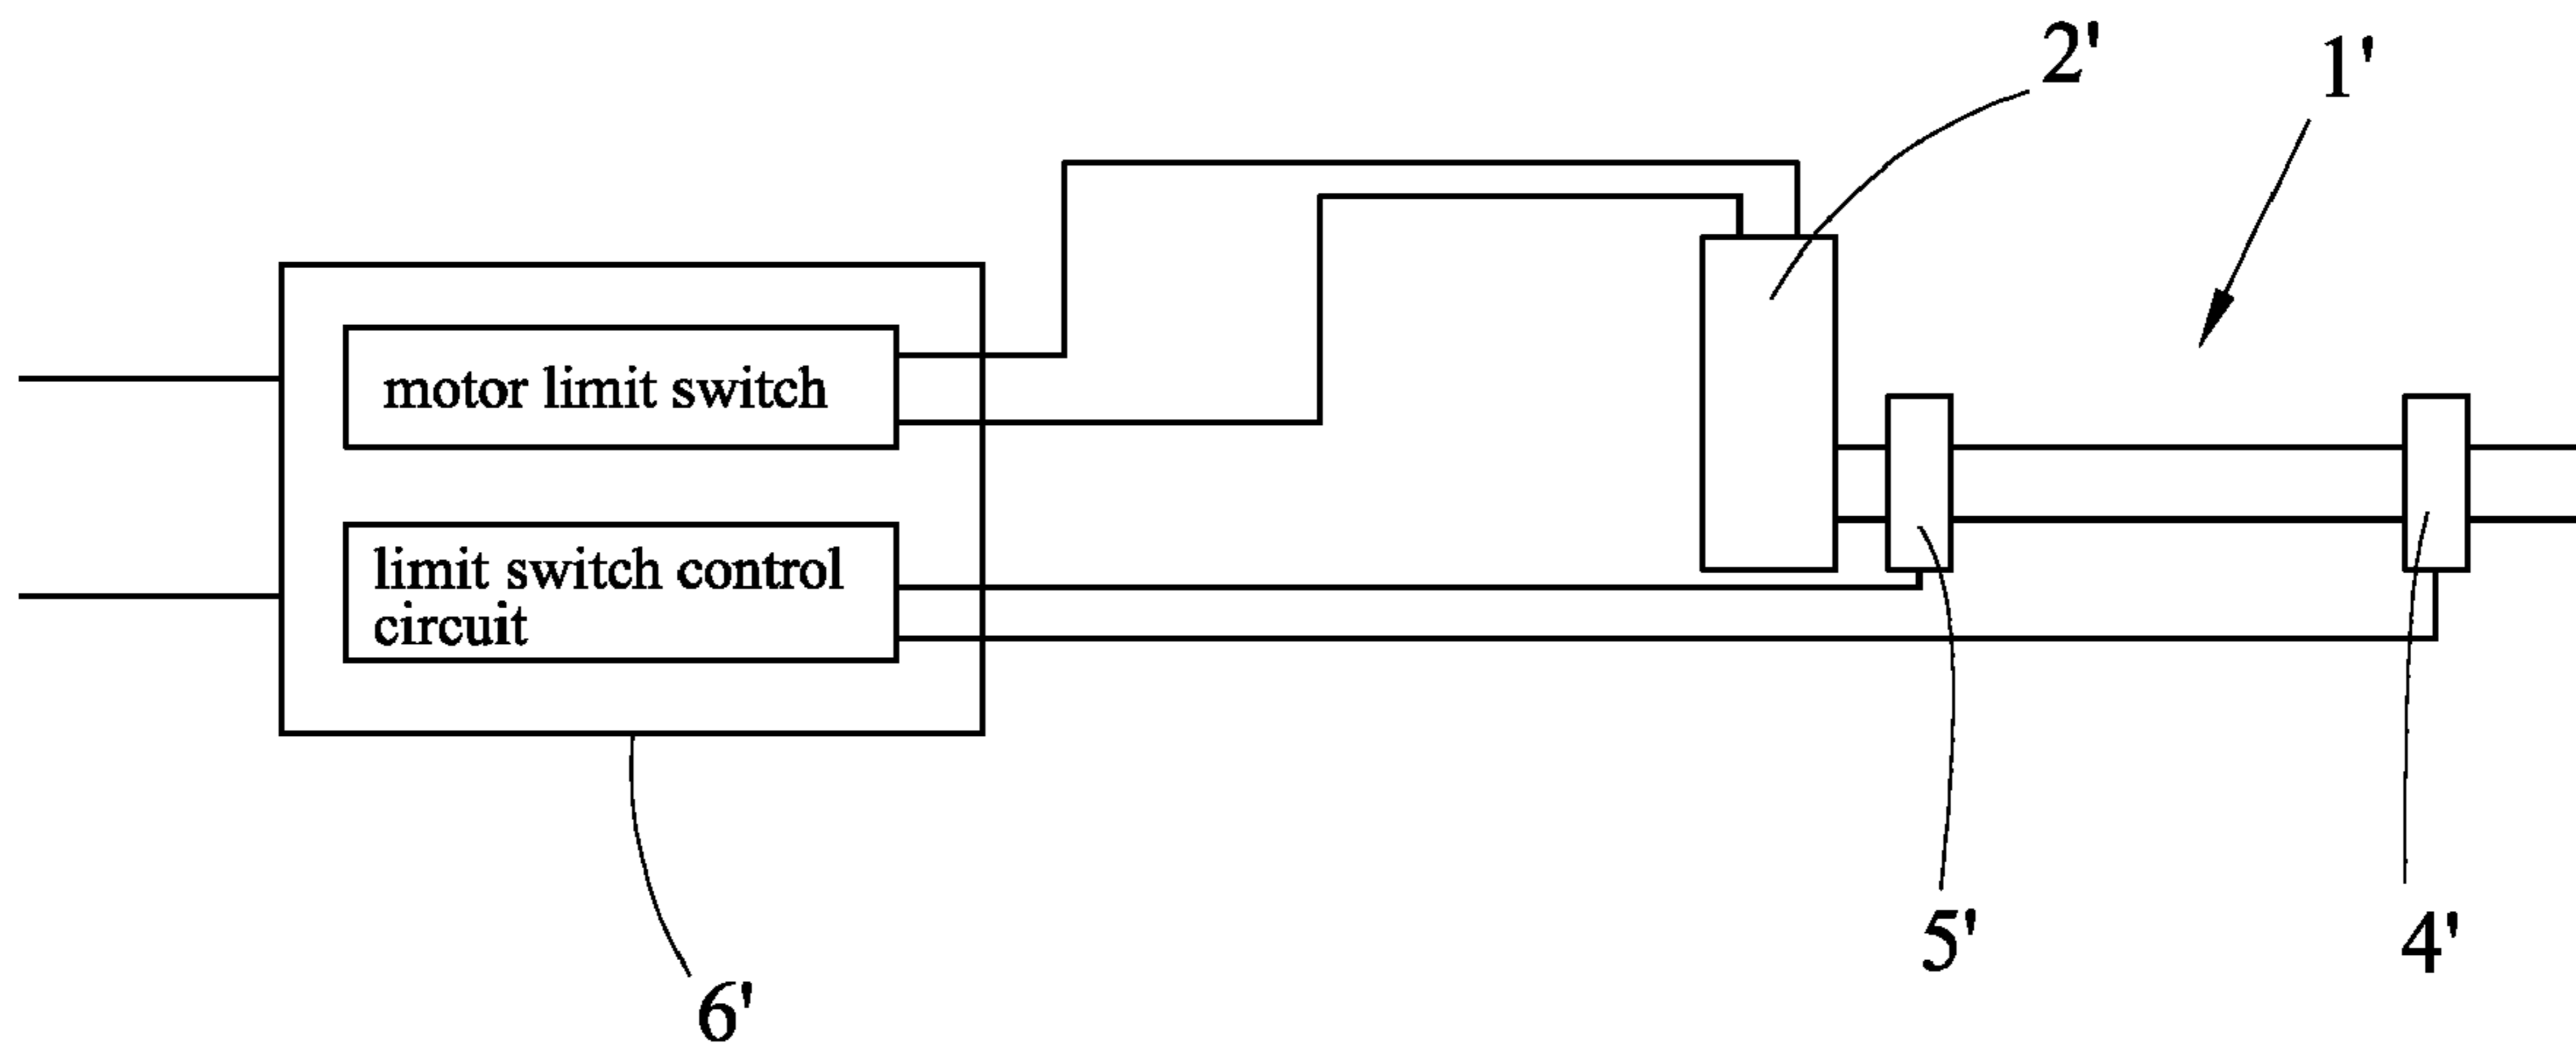 2'
1'
motor limit switch
limit switch control
circuit
5'
4'
6'